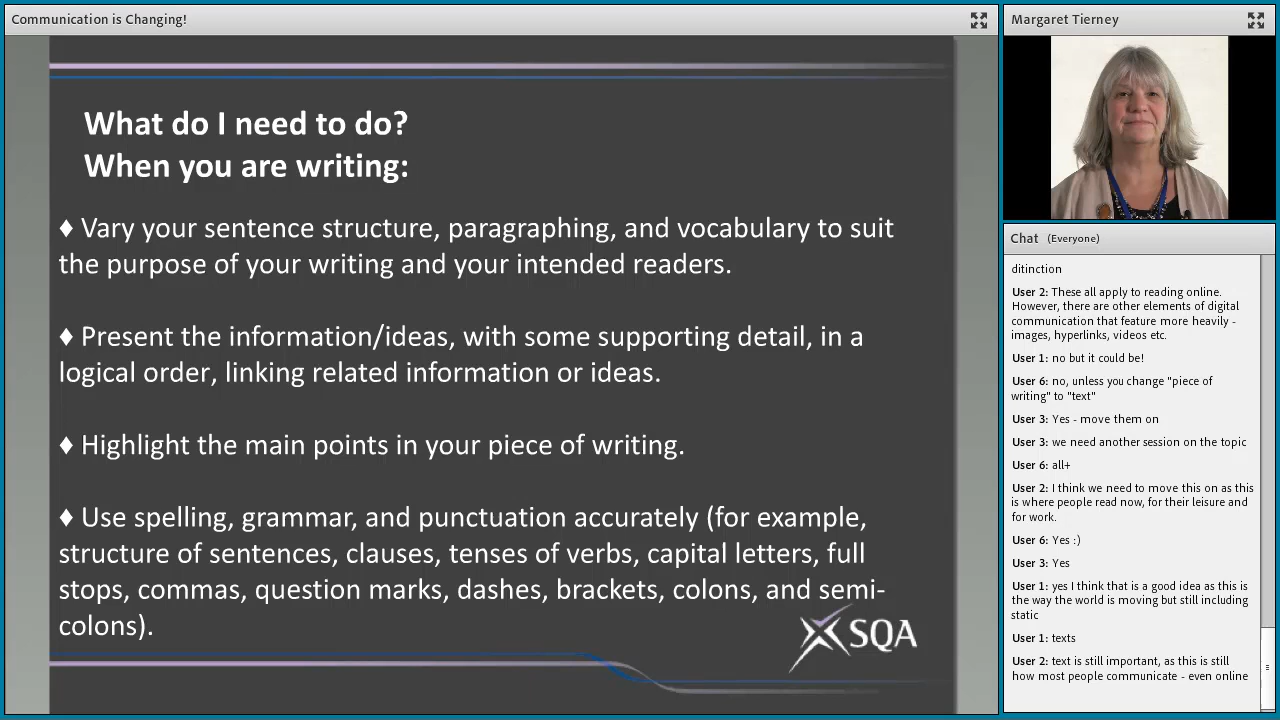 Communication is Changing!
What do I need to do?
When you are writing:
♦ Vary your sentence structure, paragraphing, and vocabulary to suit
the purpose of your writing and your intended readers.
♦ Present the information/ideas, with some supporting detail, in a
logical order, linking related information or ideas.
♦ Highlight the main points in your piece of writing.
♦ Use spelling, grammar, and punctuation accurately (for example,
structure of sentences, clauses, tenses of verbs, capital letters, full
stops, commas, question marks, dashes, brackets, colons, and semi-
colons).
SQA
Margaret Tierney
Chat (Everyone)
ditinction
User 2: These all apply to reading online.
However, there are other elements of digital
communication that feature more heavily -
images, hyperlinks, videos etc.
User 1: no but it could be!
User 6: no, unless you change "piece of
writing" to "text"
User 3: Yes - move them on
User 3: we need another session on the topic
User 6: all+
User 2: I think we need to move this on as this
is where people read now, for their leisure and
for work.
User 6: Yes :)
User 3: Yes
User 1: yes I think that is a good idea as this is
the way the world is moving but still including
static
User 1: texts
User 2: text is still important, as this is still
how most people communicate - even online